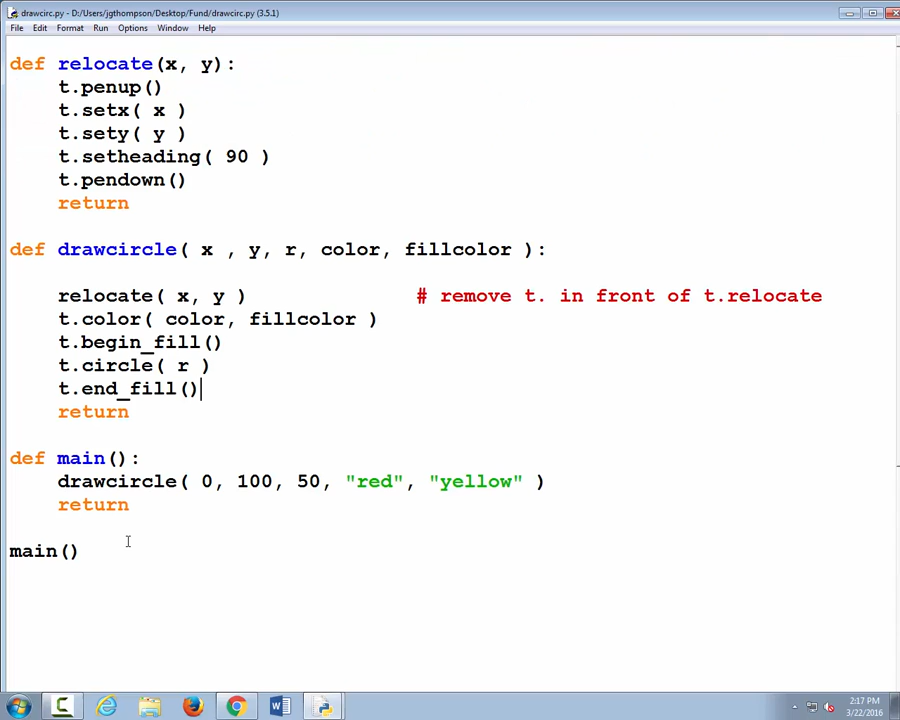 drawcirc.py - D:/Users/jgthompson/Desktop/Fund/drawcirc.py (3.5.1)
File Edit Format Run Options Window Help
def relocate(x, y):
    t.penup()
    t.setx( x )
    t.sety( y )
    t.setheading( 90 )
    t.pendown()
    return
def drawcircle( x , y, r, color, fillcolor ):
    relocate( x, y ) # remove t. in front of t.relocate
    t.color( color, fillcolor )
    t.begin_fill()
    t.circle( r )
    t.end_fill()
    return
def main():
    drawcircle( 0, 100, 50, "red", "yellow" )
    return
main()
2:17 PM
3/22/2016